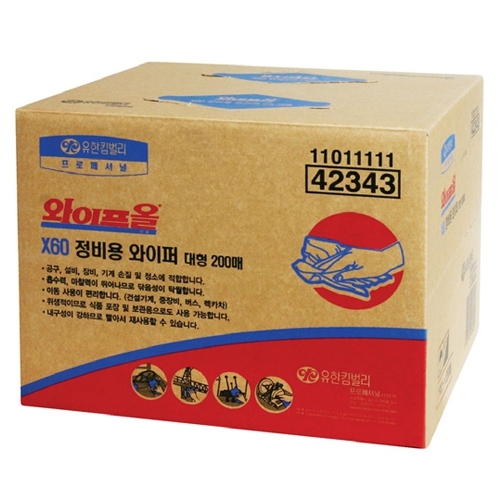 유한킴벌리
프로페셔널
11011111
42343
와이프올
X60 정비용 와이퍼 대형 200매
• 공구, 설비, 장비, 기계 손질 및 청소에 적합합니다.
• 흡수력, 마찰력이 뛰어나므로 닦음성이 탁월합니다.
• 이동 사용이 편리합니다. (건설기계, 중장비, 버스, 렉카차)
• 위생적이므로 식품 포장 및 보관용으로도 사용 가능합니다.
• 내구성이 강하므로 빨아서 재사용할 수 있습니다.
유한킴벌리
프로페셔널